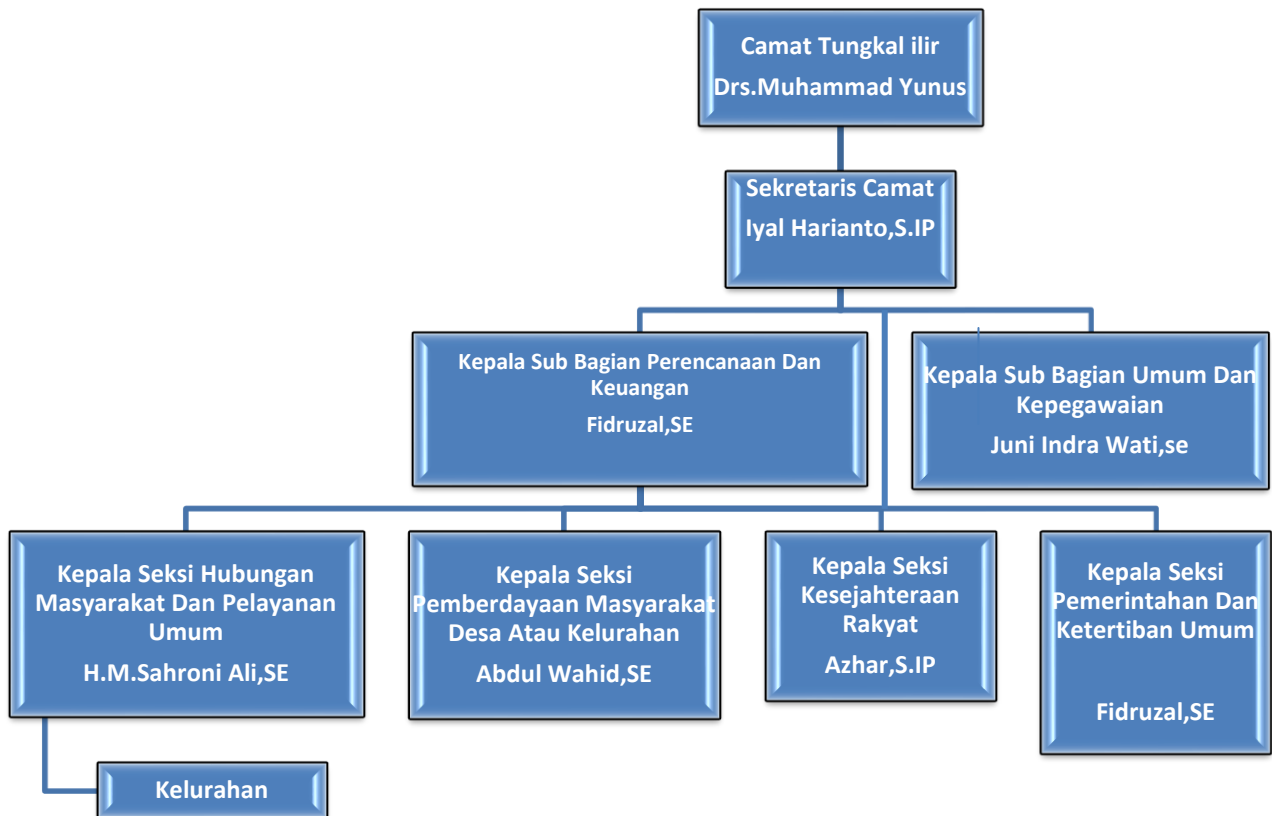 Camat Tungkal ilir
Drs.Muhammad Yunus
Sekretaris Camat
Iyal Harianto,S.IP
Kepala Sub Bagian Perencanaan Dan
Keuangan
Fidruzal,SE
Kepala Sub Bagian Umum Dan
Kepegawaian
Juni Indra Wati,se
Kepala Seksi Hubungan
Masyarakat Dan Pelayanan
Umum
H.M.Sahroni Ali,SE
Kepala Seksi
Pemberdayaan Masyarakat
Desa Atau Kelurahan
Abdul Wahid,SE
Kepala Seksi
Kesejahteraan
Rakyat
Azhar,S.IP
Kepala Seksi
Pemerintahan Dan
Ketertiban Umum
Fidruzal,SE
Kelurahan